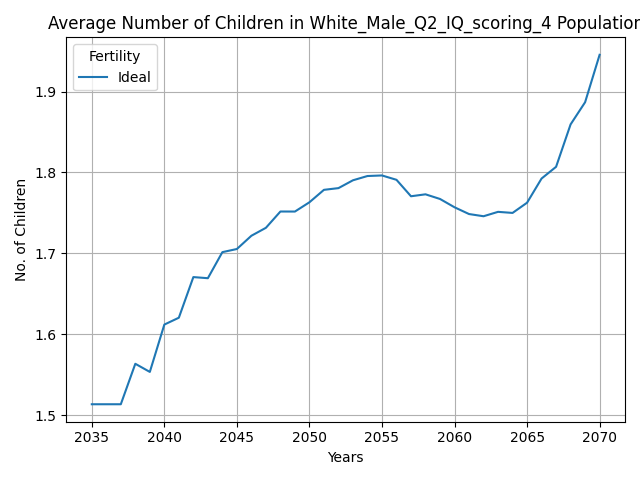 Average Number of Children in White_Male_Q2_IQ_scoring_4 Population
Fertility
Ideal
No. of Children
1.9
1.8
1.7
1.6
1.5
2035 2040 2045 2050 2055 2060 2065 2070
Years